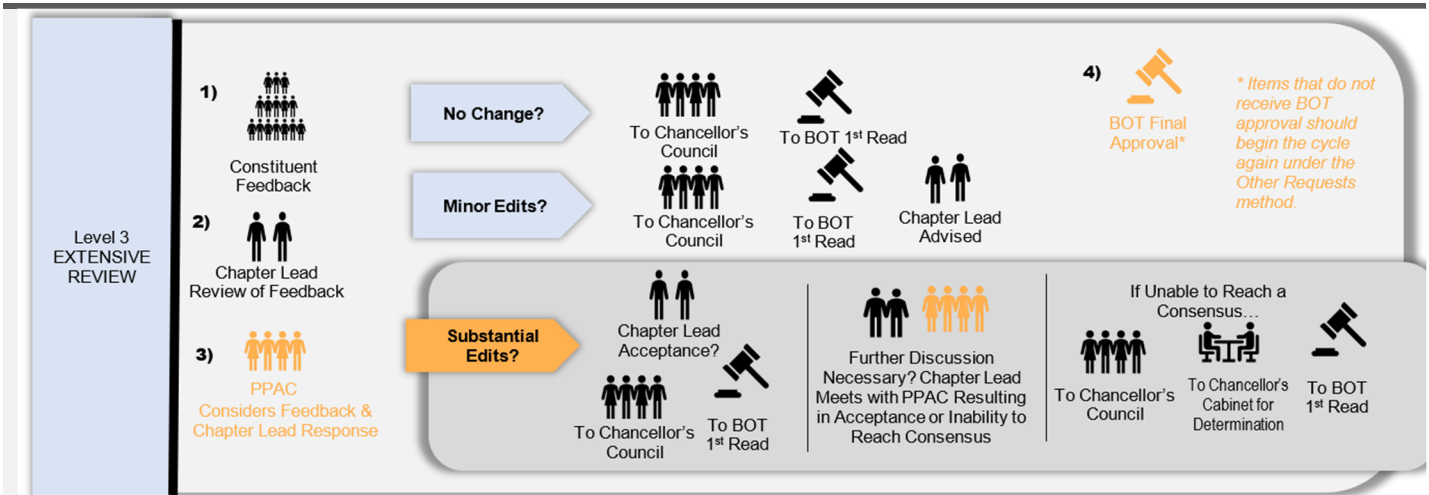 Level 3
EXTENSIVE
REVIEW
1)
Constituent
Feedback
2)
Chapter Lead
Review of Feedback
3)
PPAC
Considers Feedback &
Chapter Lead Response
No Change?
To Chancellor's
Council
To BOT 1st Read
Minor Edits?
To Chancellor's
Council
To BOT
1st Read
Chapter Lead
Advised
Substantial
Edits?
Chapter Lead
Acceptance?
To Chancellor's
Council
To BOT
1st Read
Further Discussion
Necessary? Chapter Lead
Meets with PPAC Resulting
in Acceptance or Inability to
Reach Consensus
If Unable to Reach a
Consensus…
To Chancellor's
Council
To Chancellor's
Cabinet for
Determination
To BOT
1st Read
4)
BOT Final
Approval*
* Items that do not
receive BOT
approval should
begin the cycle
again under the
Other Requests
method.